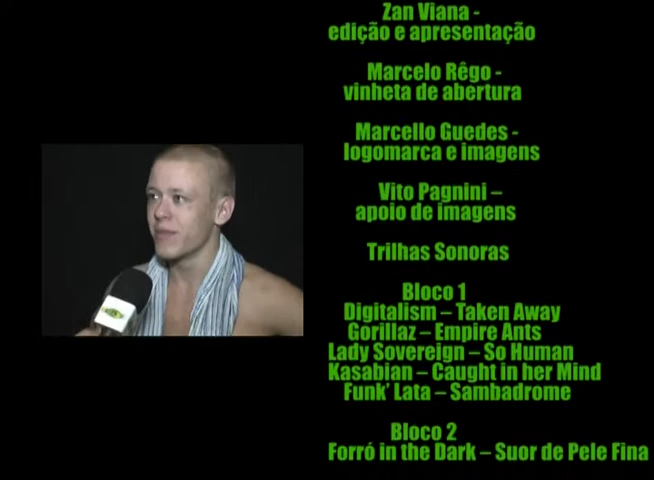 Zan Viana -
edição e apresentação
Marcelo Rêgo -
vinheta de abertura
Marcello Guedes -
logomarca e imagens
Vito Pagnini –
apoio de imagens
Trilhas Sonoras
Bloco 1
Digitalism – Taken Away
Gorillaz – Empire Ants
Lady Sovereign – So Human
Kasabian – Caught in her Mind
Funk' Lata – Sambadrome
Bloco 2
Forró in the Dark – Suor de Pele Fina